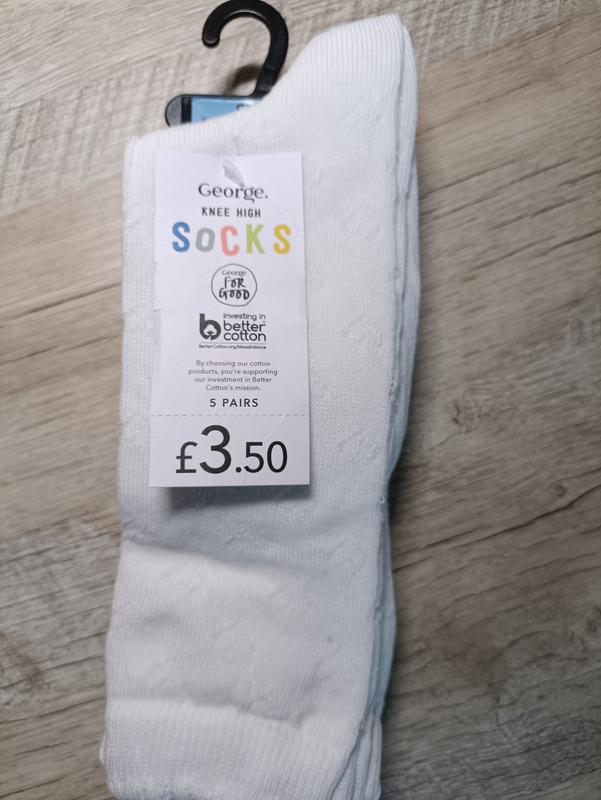 George.
KNEE HIGH
SOCKS
George
FOR
GOOD
investing in
better
cotton
BetterCotton.org/MassBalance
By choosing our cotton
products, you're supporting
our investment in Better
Cotton's mission.
5 PAIRS
£3.50